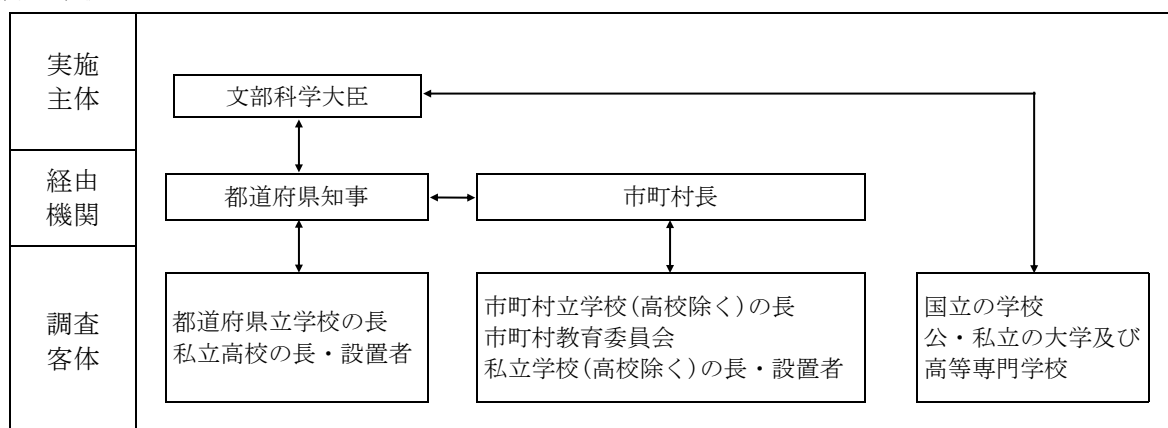 実施
主体
文部科学大臣
経由
機関
都道府県知事
市町村長
調査
客体
都道府県立学校の長
私立高校の長・設置者
市町村立学校(高校除く)の長
市町村教育委員会
私立学校(高校除く)の長・設置者
国立の学校
公・私立の大学及び
高等専門学校